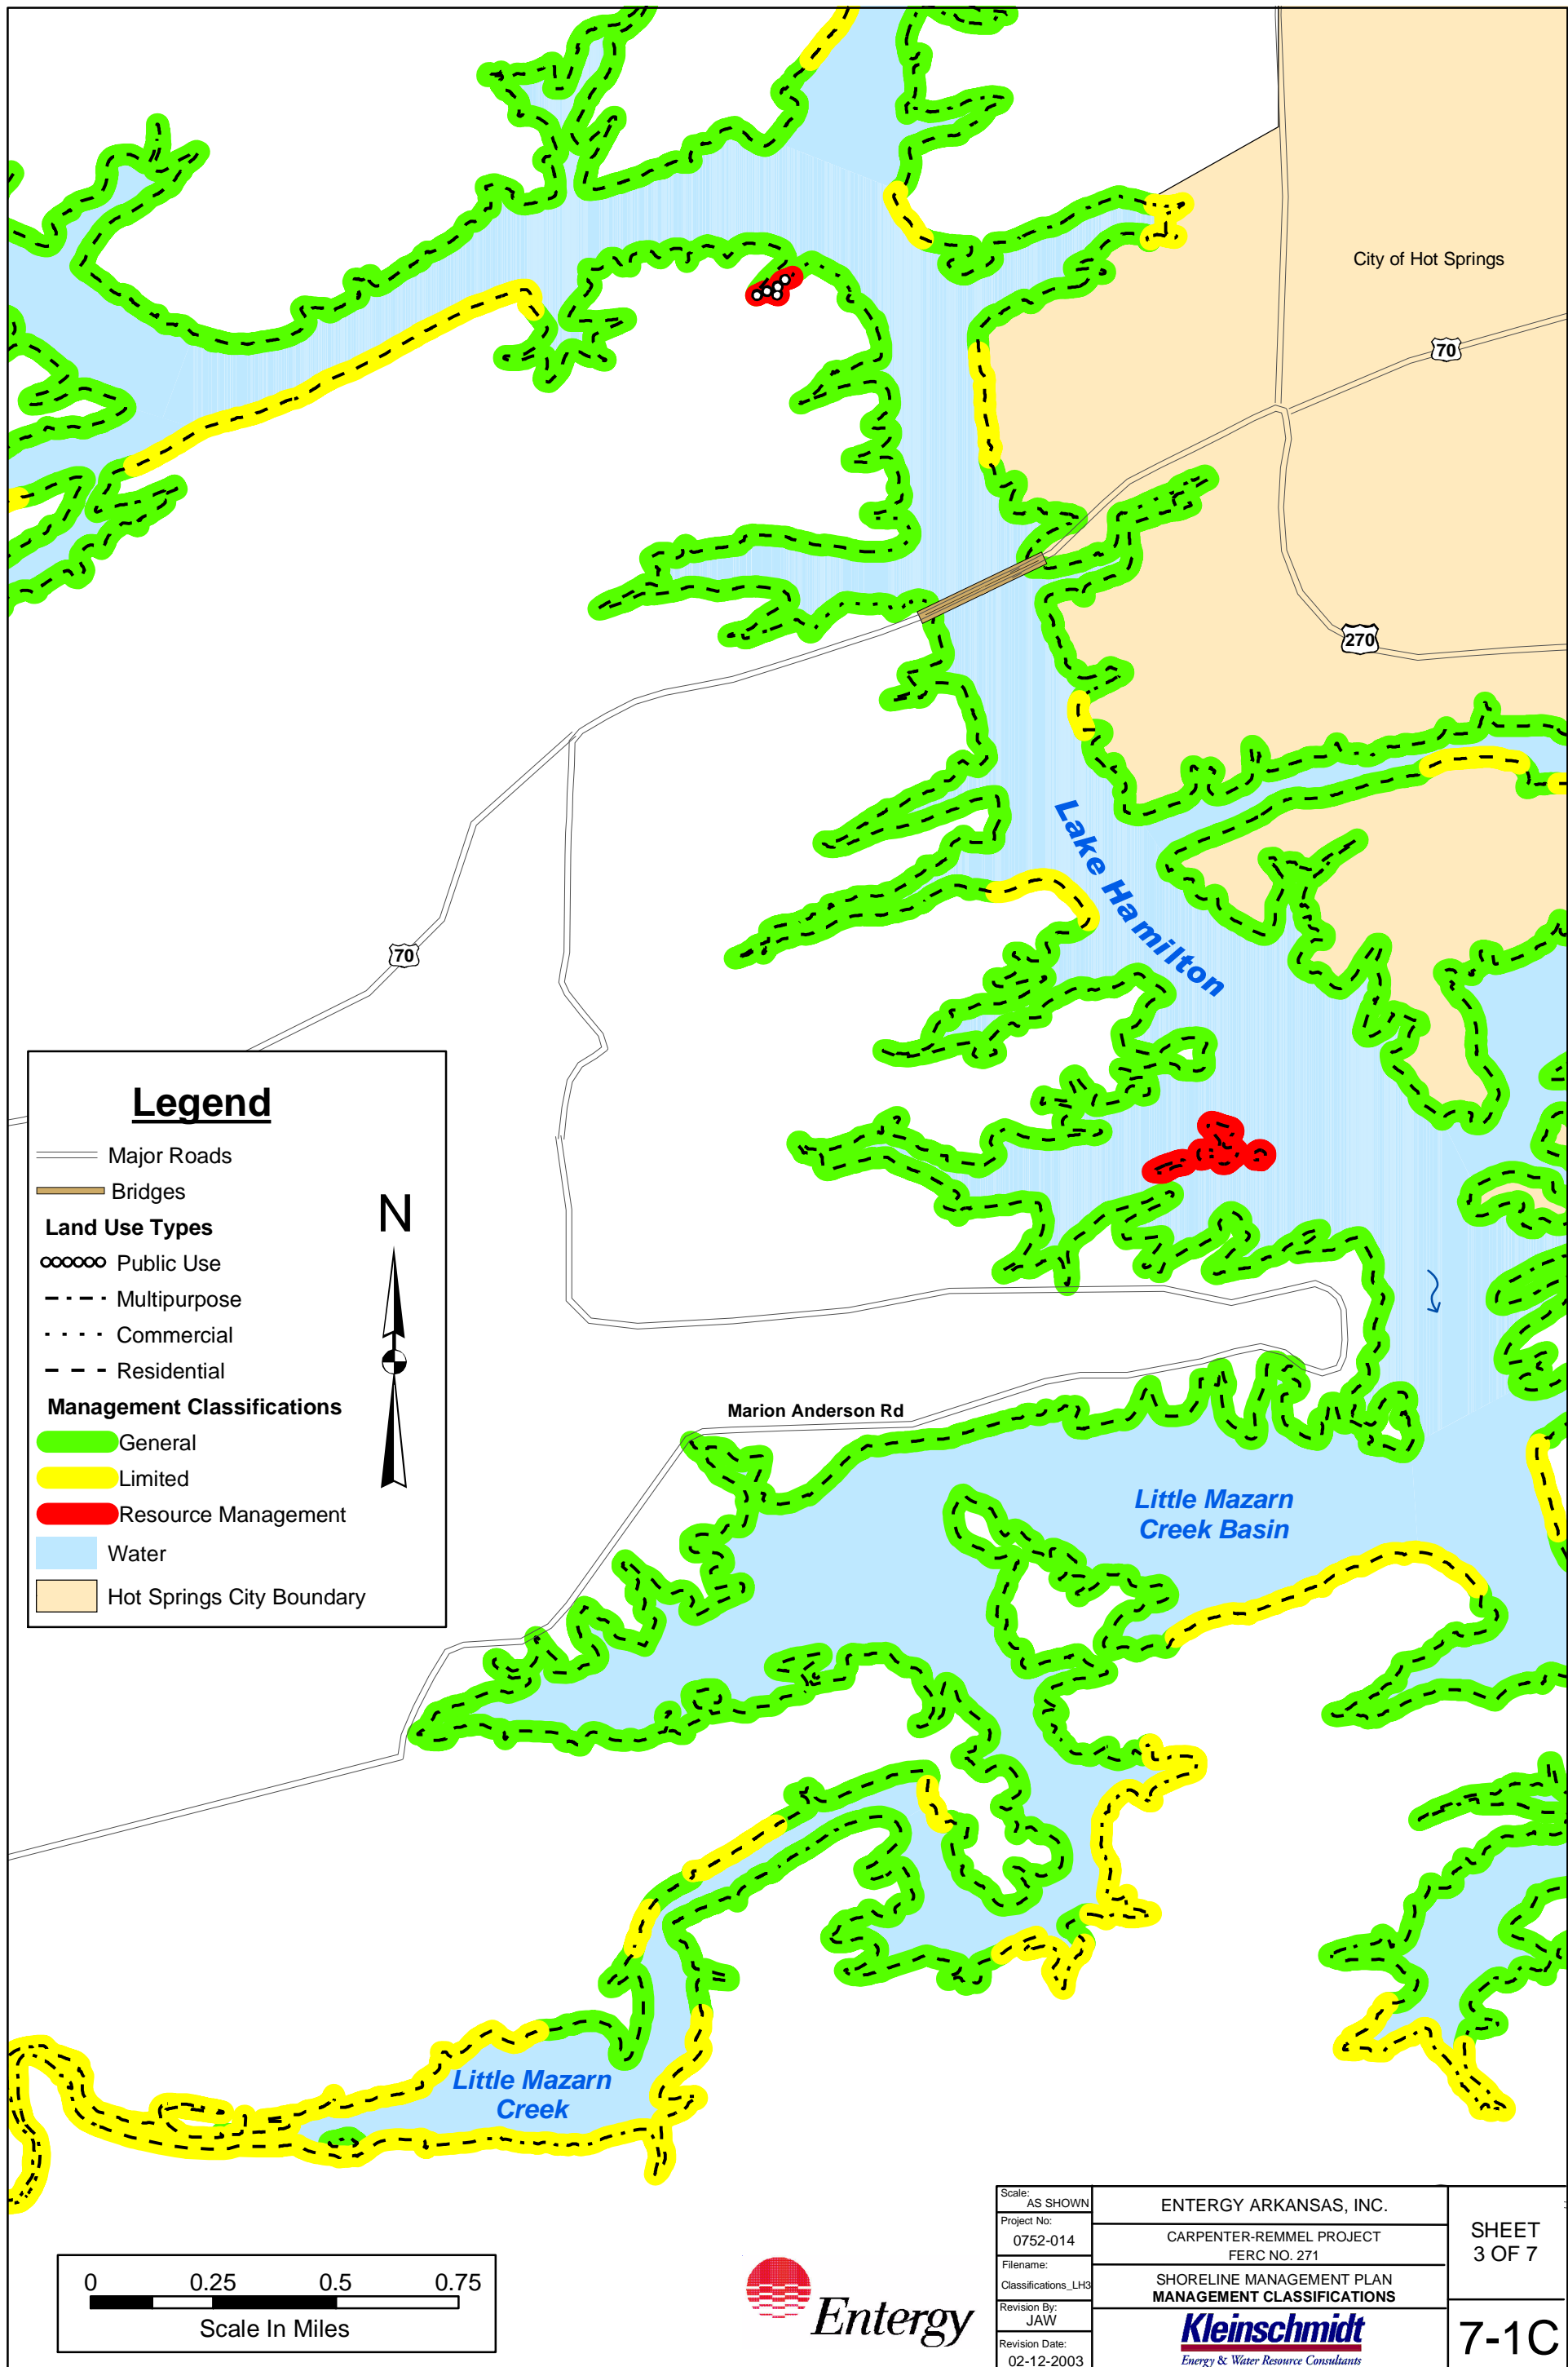 City of Hot Springs
70
270
Lake Hamilton
70
Legend
Major Roads
Bridges
Land Use Types
Public Use
Multipurpose
Commercial
Residential
Management Classifications
General
Limited
Resource Management
Water
Hot Springs City Boundary
N
Marion Anderson Rd
Little Mazarn
Creek Basin
Little Mazarn
Creek
0 0.25 0.5 0.75
Scale In Miles
Entergy
Scale:
AS SHOWN
Project No:
0752-014
Filename:
Classifications_LH3
Revision By:
JAW
Revision Date:
02-12-2003
ENTERGY ARKANSAS, INC.
CARPENTER-REMMEL PROJECT
FERC NO. 271
SHORELINE MANAGEMENT PLAN
MANAGEMENT CLASSIFICATIONS
Kleinschmidt
Energy & Water Resource Consultants
SHEET
3 OF 7
7-1C